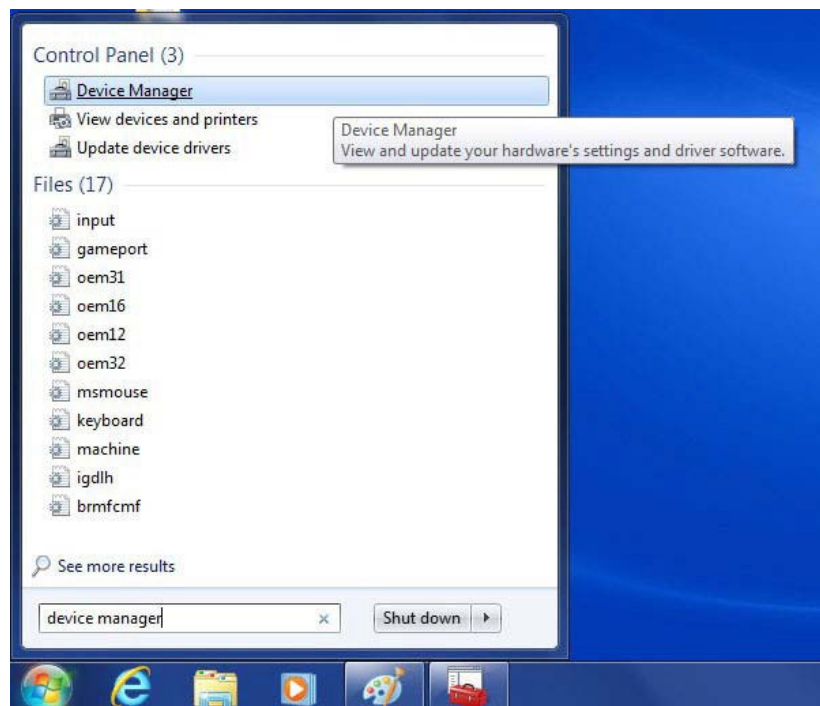 Control Panel (3)
Device Manager
View devices and printers
Update device drivers
Device Manager
View and update your hardware's settings and driver software.
Files (17)
input
gameport
oem31
oem16
oem12
oem32
msmouse
keyboard
machine
igdlh
brmfcmf
See more results
device manager
Shut down